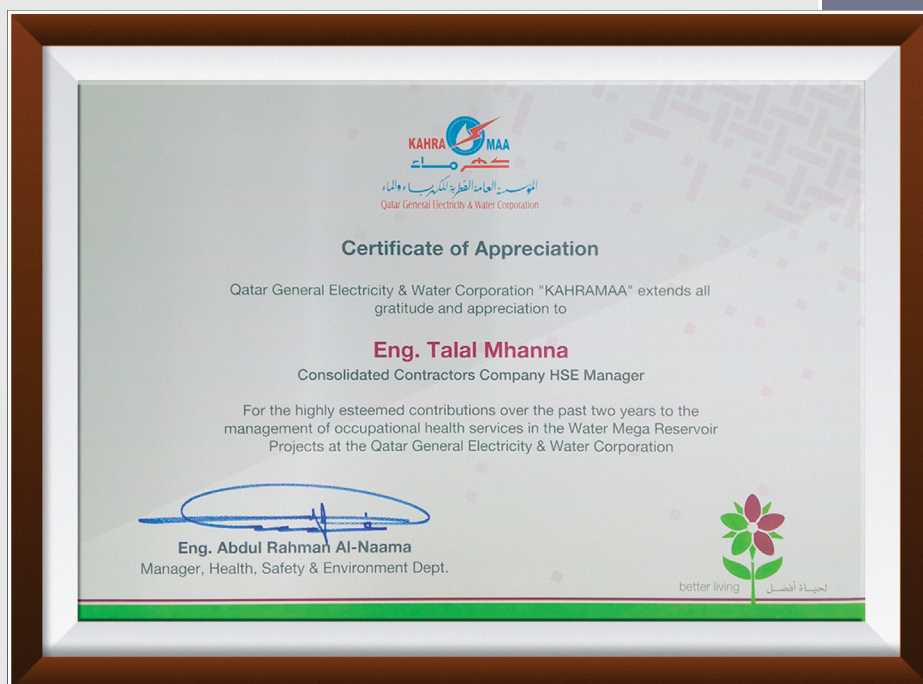 KAHRA MAA
كهرماء
المؤسسة العامة القطرية للكهرباء والماء
Qatar General Electricity & Water Corporation
Certificate of Appreciation
Qatar General Electricity & Water Corporation "KAHRAMAA" extends all
gratitude and appreciation to
Eng. Talal Mhanna
Consolidated Contractors Company HSE Manager
For the highly esteemed contributions over the past two years to the
management of occupational health services in the Water Mega Reservoir
Projects at the Qatar General Electricity & Water Corporation
Eng. Abdul Rahman Al-Naama
Manager, Health, Safety & Environment Dept.
better living لحياة أفضل